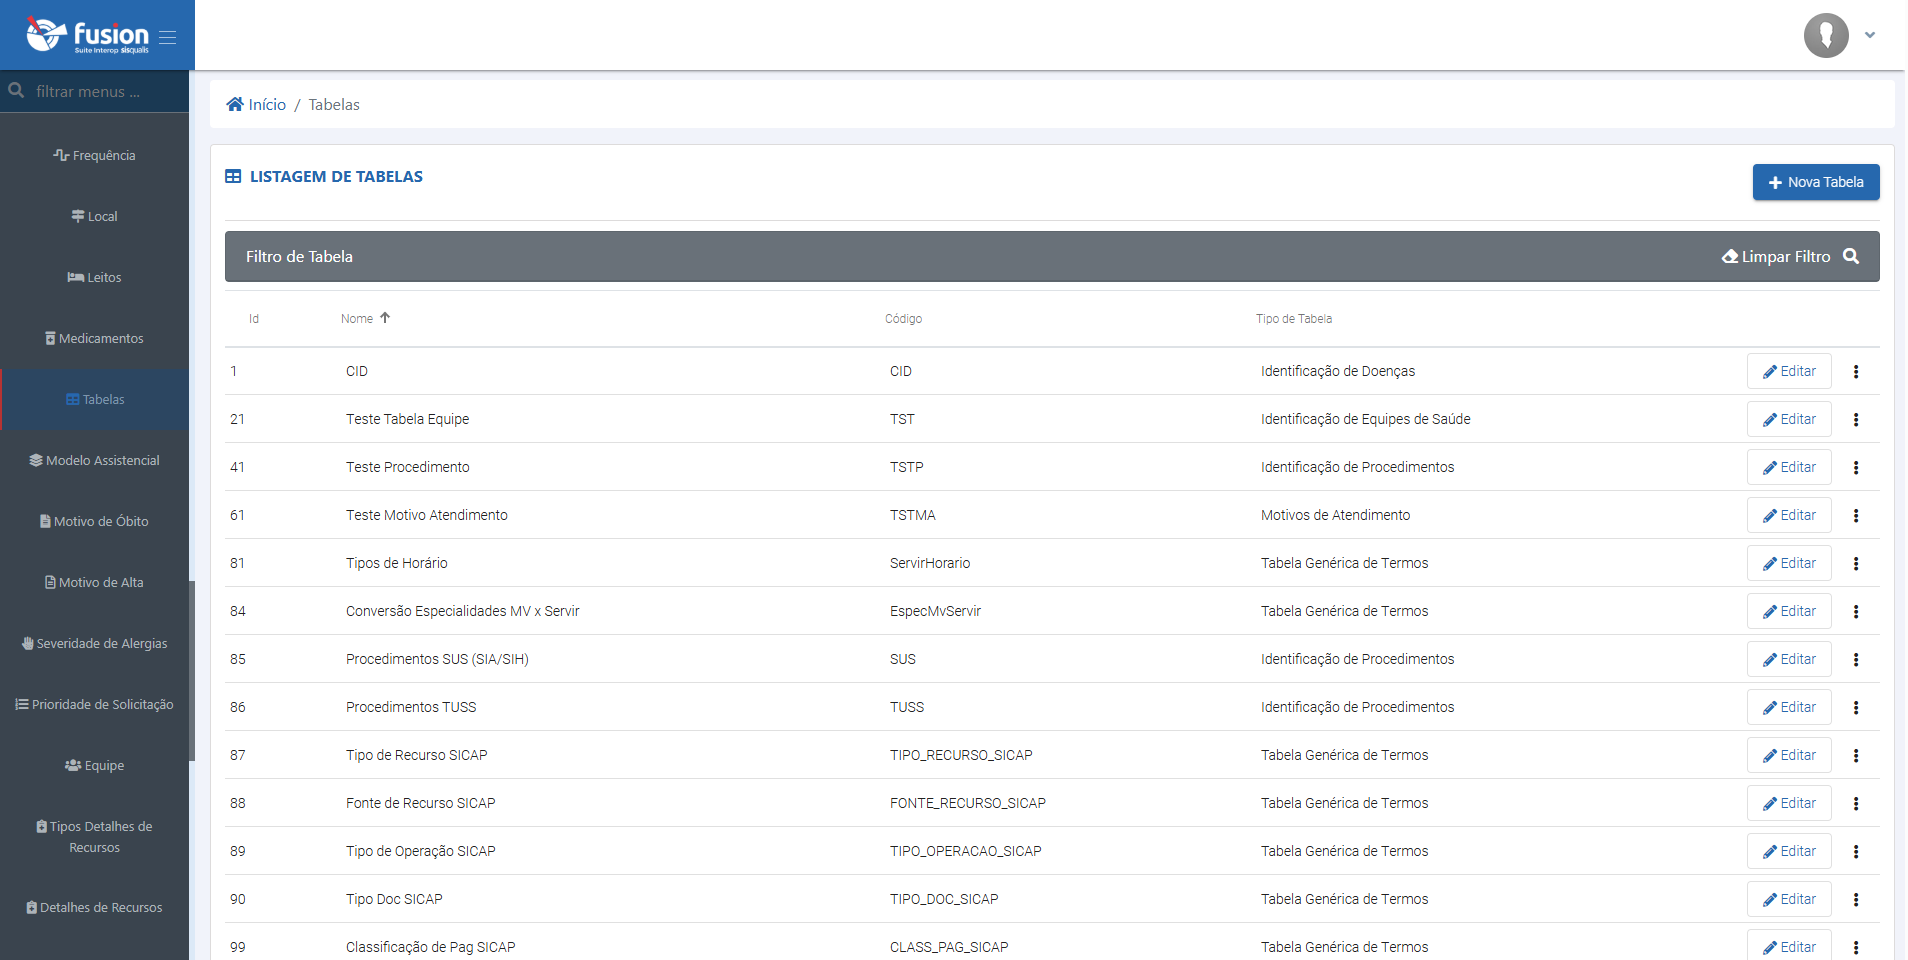 fusion
Suite Interop sisqualis
filtrar menus ...
Frequência
Local
Leitos
Medicamentos
Tabelas
Modelo Assistencial
Motivo de Óbito
Motivo de Alta
Severidade de Alergias
Prioridade de Solicitação
Equipe
Tipos Detalhes de
Recursos
Detalhes de Recursos
Início / Tabelas
LISTAGEM DE TABELAS
Nova Tabela
Filtro de Tabela
Limpar Filtro
Id Nome Código Tipo de Tabela
1 CID CID Identificação de Doenças Editar
21 Teste Tabela Equipe TST Identificação de Equipes de Saúde Editar
41 Teste Procedimento TSTP Identificação de Procedimentos Editar
61 Teste Motivo Atendimento TSTMA Motivos de Atendimento Editar
81 Tipos de Horário ServirHorario Tabela Genérica de Termos Editar
84 Conversão Especialidades MV x Servir EspecMvServir Tabela Genérica de Termos Editar
85 Procedimentos SUS (SIA/SIH) SUS Identificação de Procedimentos Editar
86 Procedimentos TUSS TUSS Identificação de Procedimentos Editar
87 Tipo de Recurso SICAP TIPO_RECURSO_SICAP Tabela Genérica de Termos Editar
88 Fonte de Recurso SICAP FONTE_RECURSO_SICAP Tabela Genérica de Termos Editar
89 Tipo de Operação SICAP TIPO_OPERACAO_SICAP Tabela Genérica de Termos Editar
90 Tipo Doc SICAP TIPO_DOC_SICAP Tabela Genérica de Termos Editar
99 Classificação de Pag SICAP CLASS_PAG_SICAP Tabela Genérica de Termos Editar